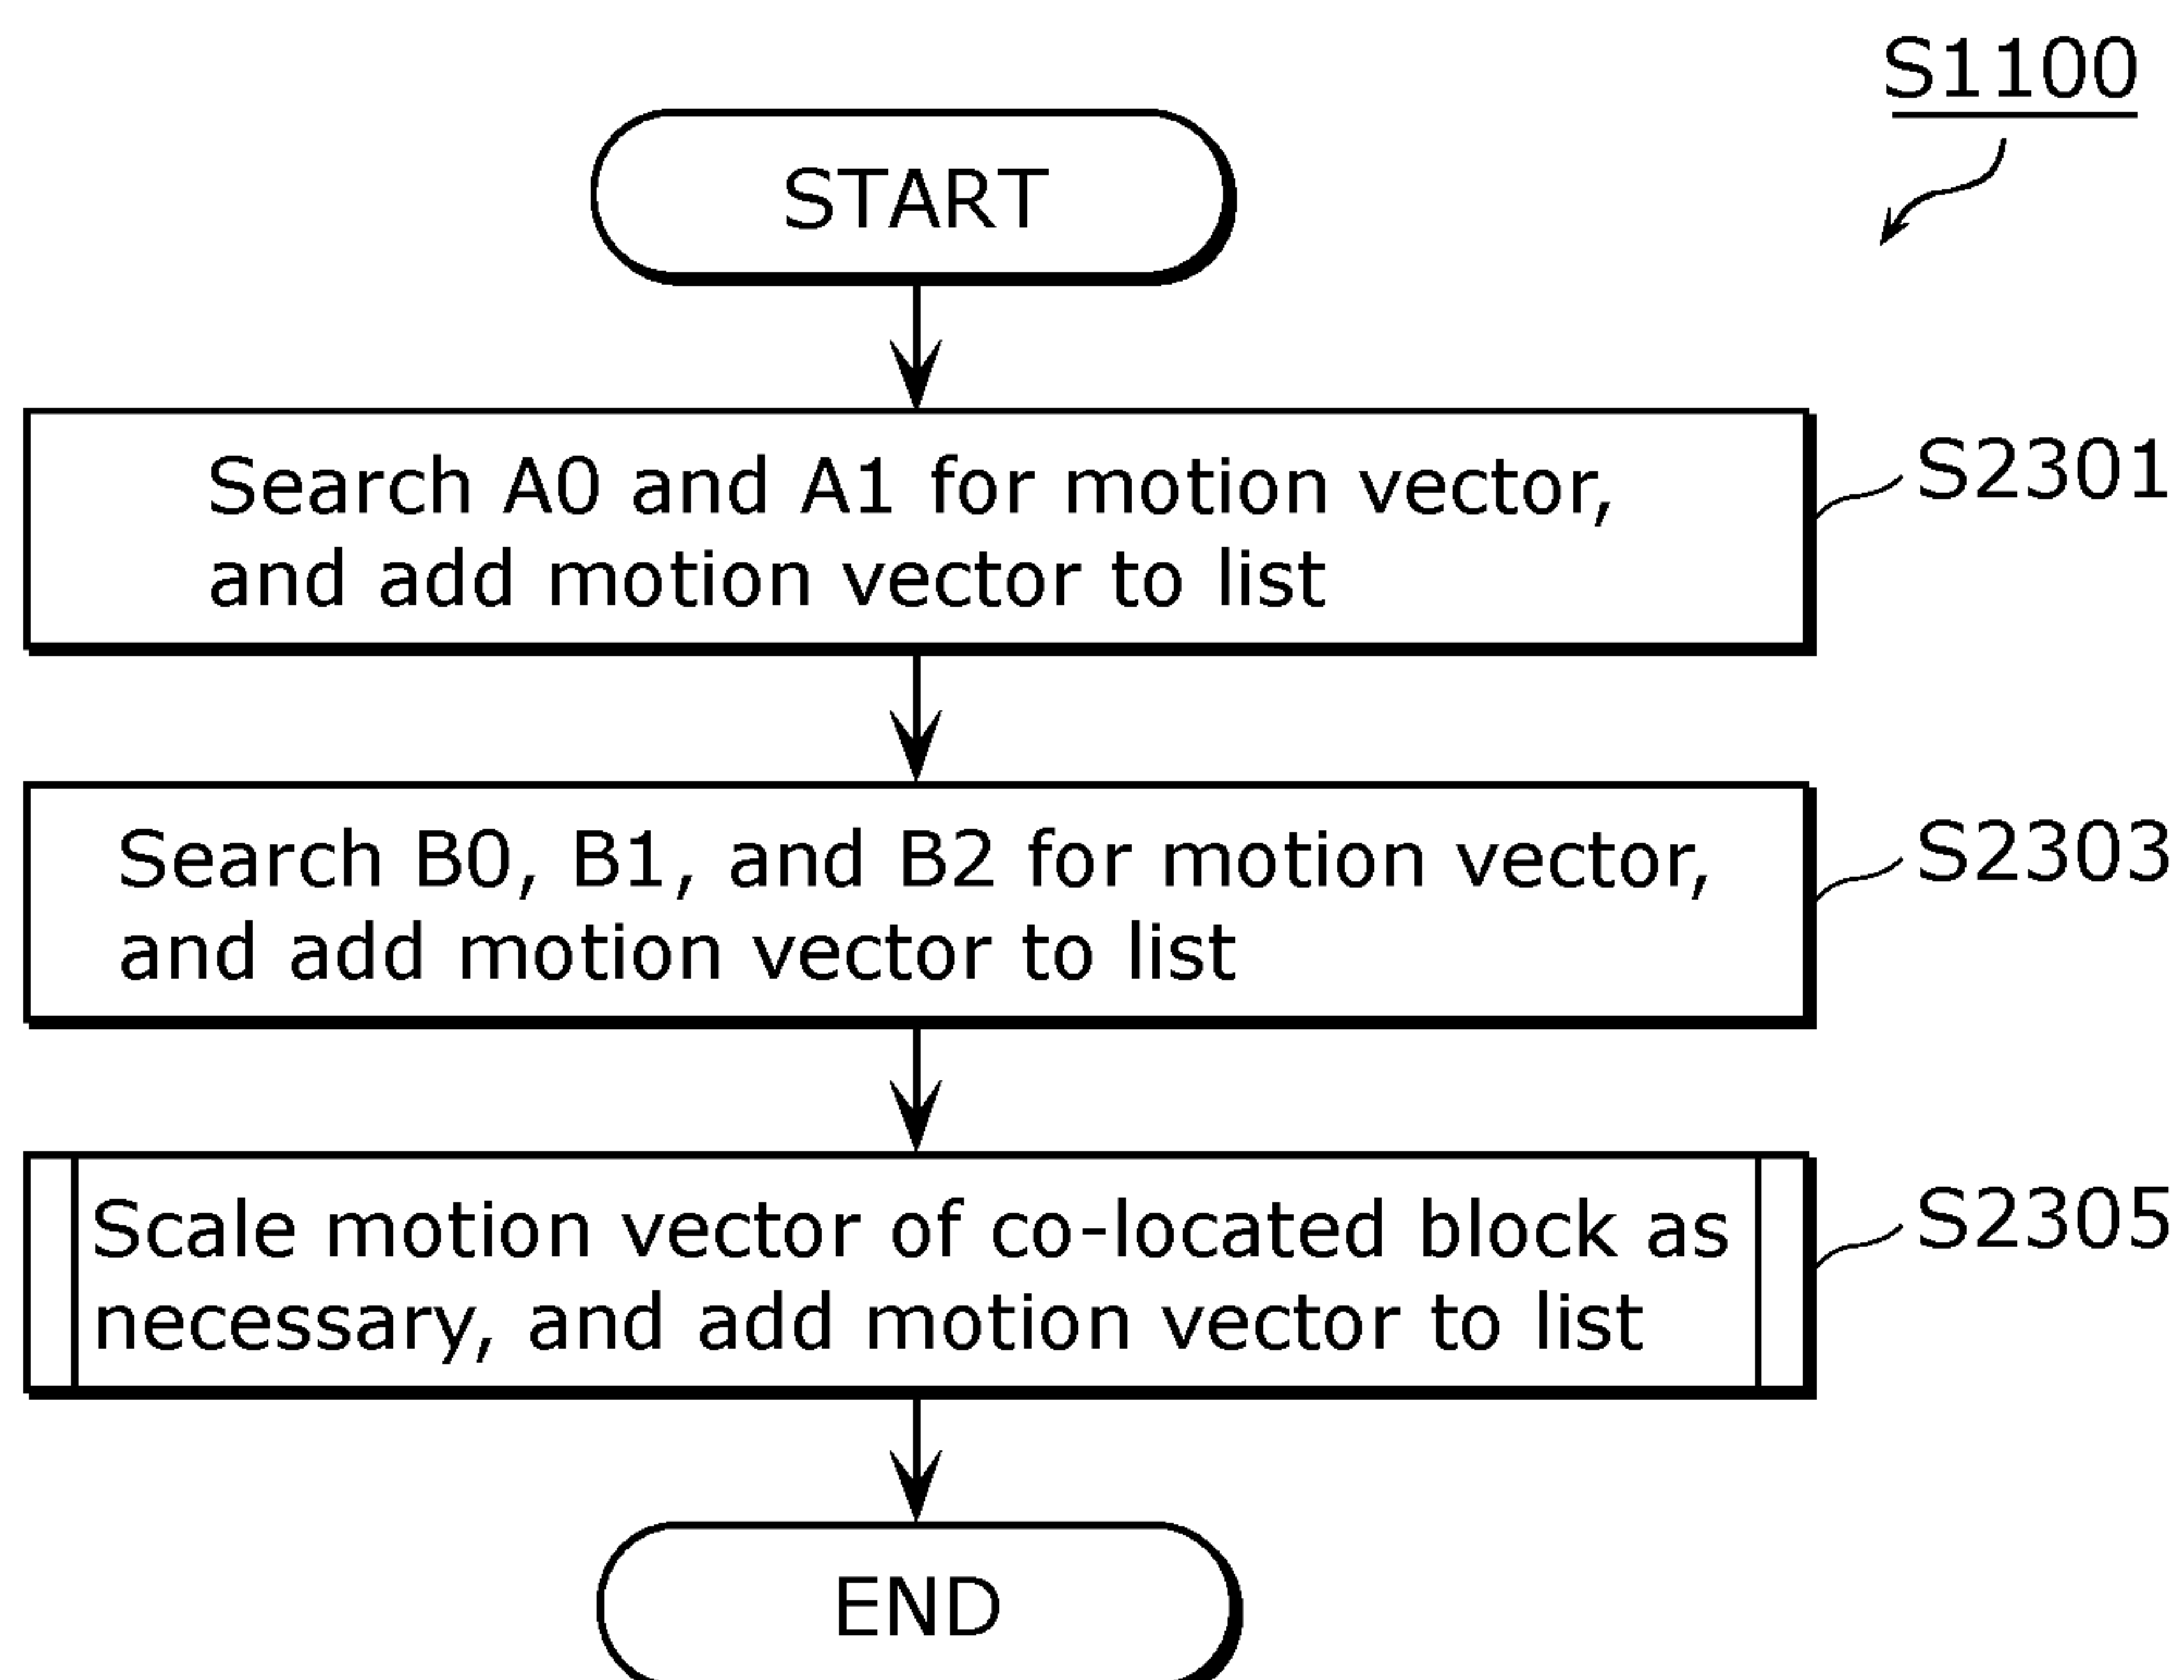 S1100
START
Search A0 and A1 for motion vector,
and add motion vector to list
S2301
Search B0, B1, and B2 for motion vector,
and add motion vector to list
S2303
Scale motion vector of co-located block as
necessary, and add motion vector to list
S2305
END